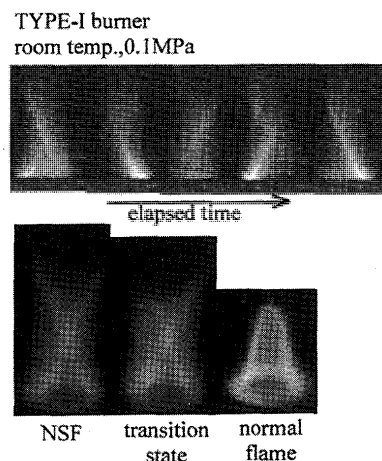 TYPE-I burner
room temp.,0.1MPa
elapsed time
NSF
transition
state
normal
flame